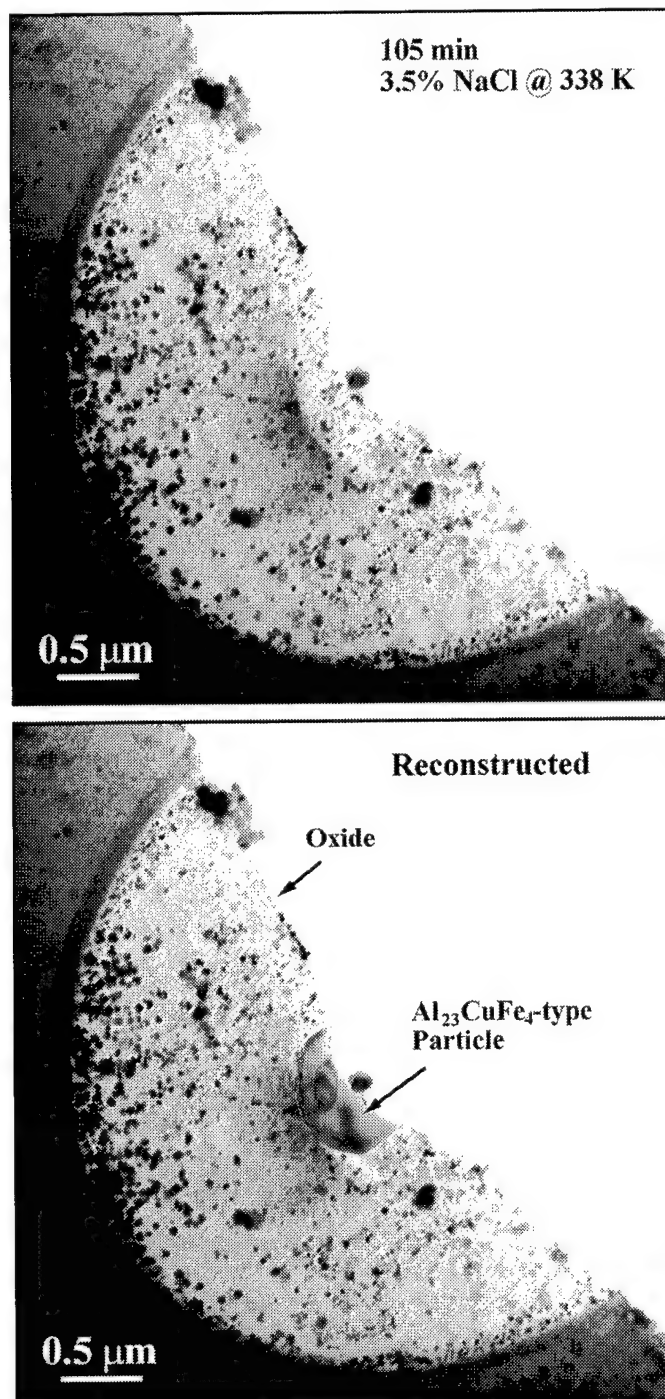 105 min
3.5% NaCl @ 338 K
0.5 μm
Reconstructed
Oxide
Al₂₃CuFe₄-type
Particle
0.5 μm